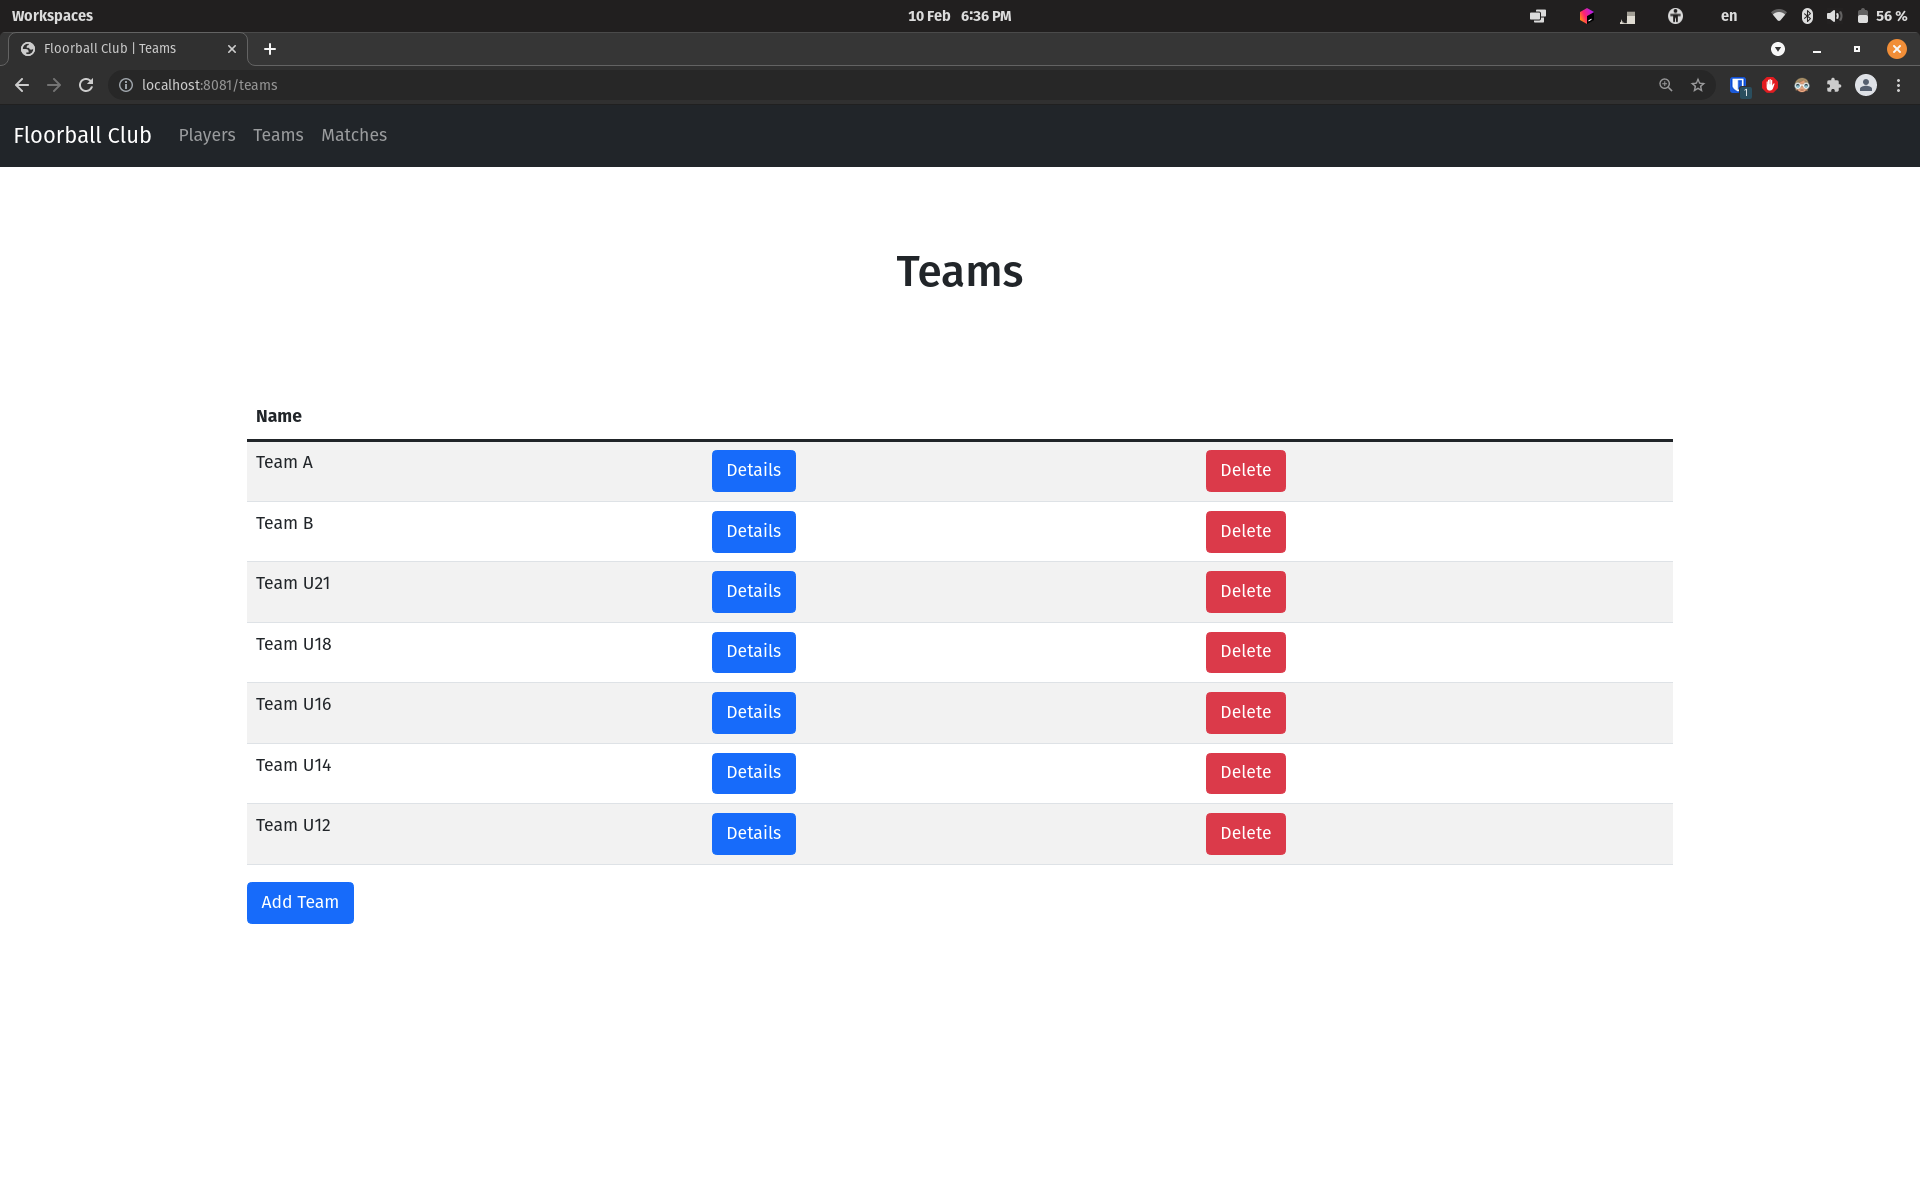 Workspaces 10 Feb 6:36 PM en 56 %
Floorball Club | Teams
localhost:8081/teams 1
Floorball Club Players Teams Matches
Teams
Name
Team A Details Delete
Team B Details Delete
Team U21 Details Delete
Team U18 Details Delete
Team U16 Details Delete
Team U14 Details Delete
Team U12 Details Delete
Add Team